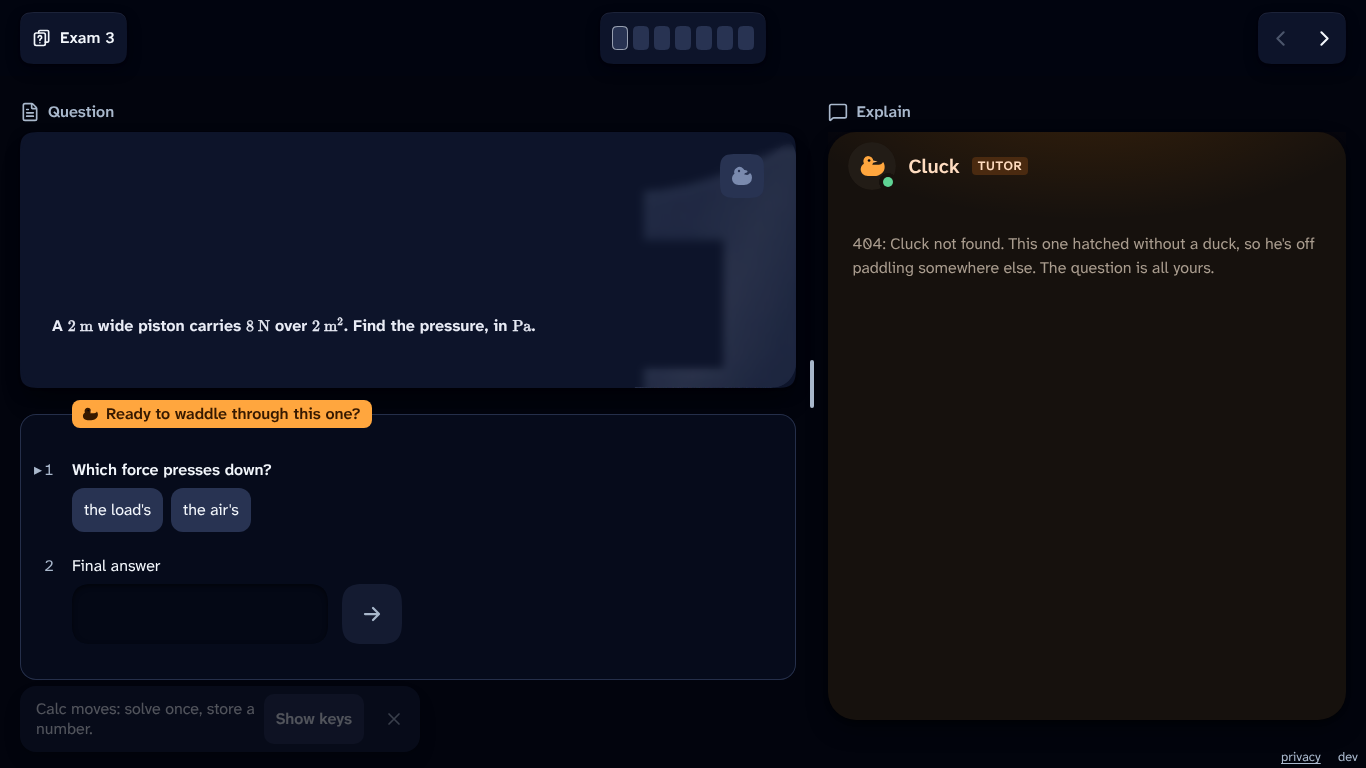 Exam 3
Question
Explain
1
A 2 m wide piston carries 8 N over 2 m². Find the pressure, in Pa.
Cluck TUTOR
404: Cluck not found. This one hatched without a duck, so he's off
paddling somewhere else. The question is all yours.
Ready to waddle through this one?
▸1 Which force presses down?
the load's the air's
2 Final answer
Calc moves: solve once, store a
number.
Show keys
privacy dev